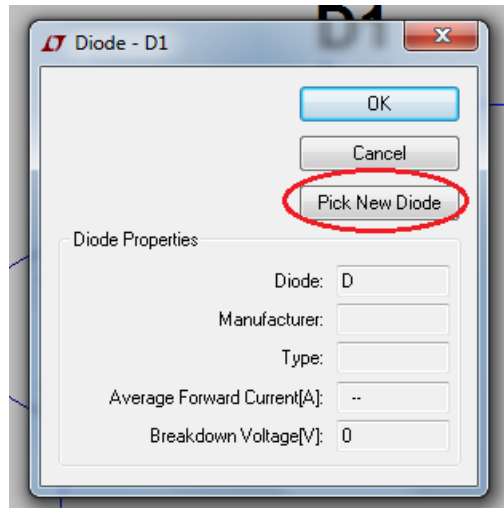 D1
Diode - D1
OK
Cancel
Pick New Diode
Diode Properties
Diode: D
Manufacturer:
Type:
Average Forward Current[A]: --
Breakdown Voltage[V]: 0